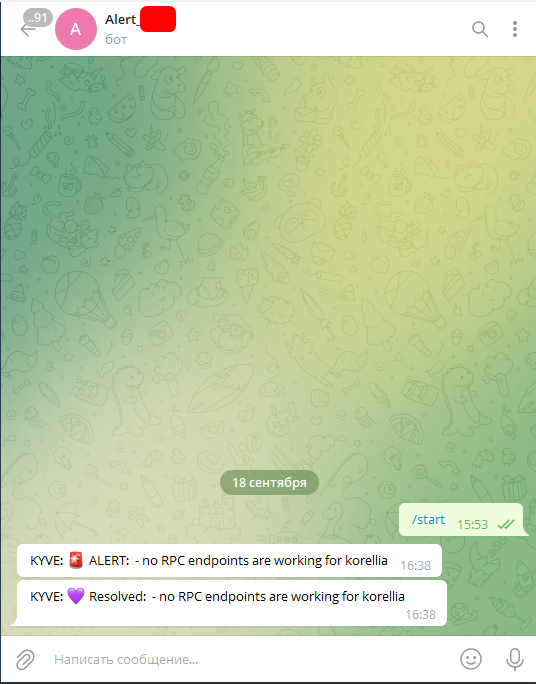 ..91
A
Alert_
бот
18 сентября
/start 15:53
KYVE: 🚨 ALERT: - no RPC endpoints are working for korellia 16:38
KYVE: 💜 Resolved: - no RPC endpoints are working for korellia
16:38
Написать сообщение...